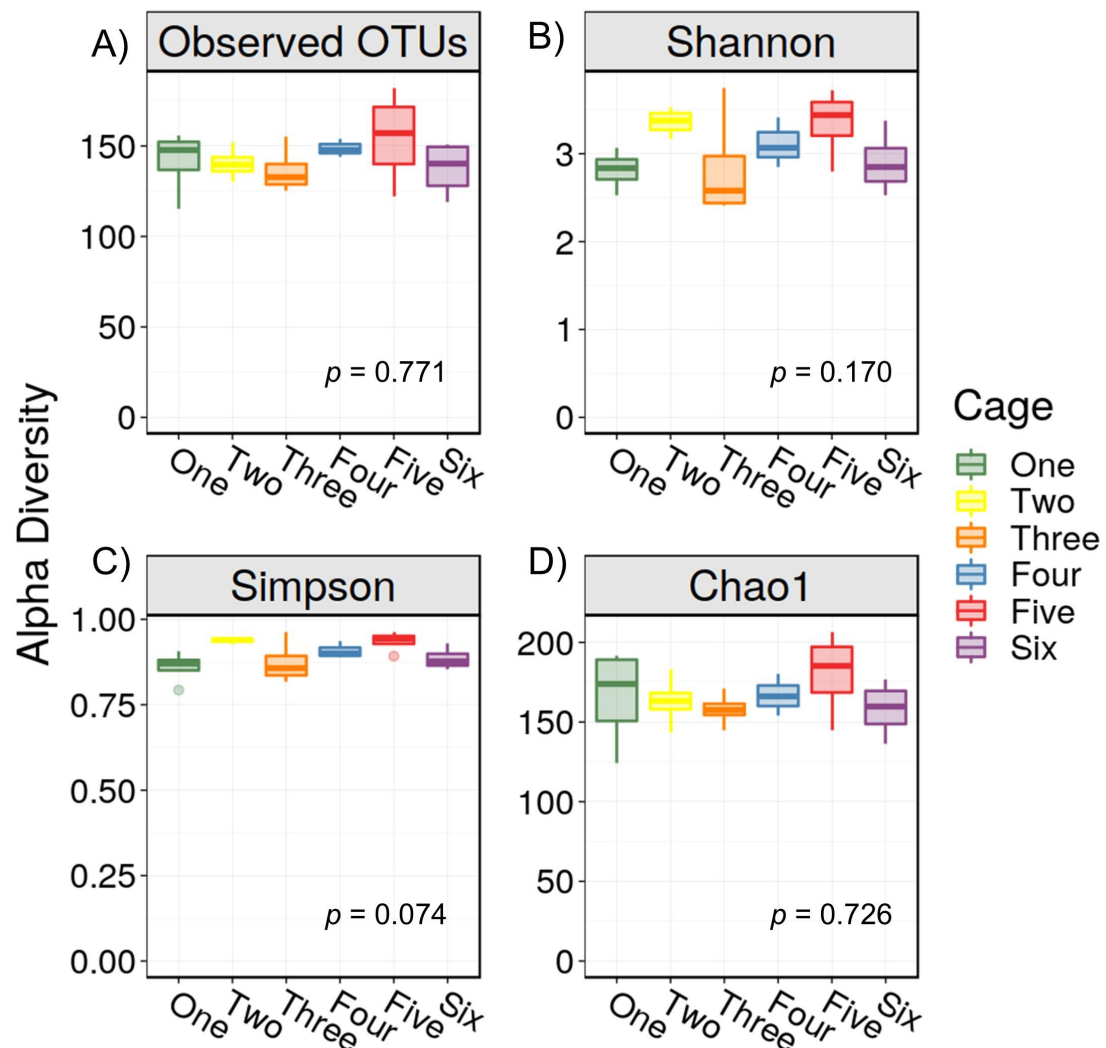 A)
Observed OTUs
150
100
50
0
p = 0.771
One
Two
Three
Four
Five
Six
B)
Shannon
3
2
1
0
p = 0.170
One
Two
Three
Four
Five
Six
Alpha Diversity
C)
Simpson
1.00
0.75
0.50
0.25
0.00
p = 0.074
One
Two
Three
Four
Five
Six
D)
Chao1
200
150
100
50
0
p = 0.726
One
Two
Three
Four
Five
Six
Cage
One
Two
Three
Four
Five
Six